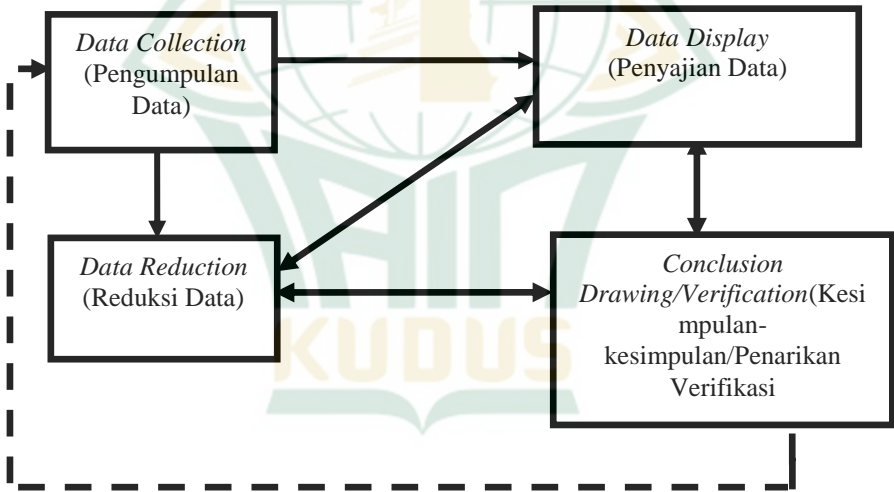 Data Collection
(Pengumpulan
Data)
Data Display
(Penyajian Data)
Data Reduction
(Reduksi Data)
Conclusion
Drawing/Verification(Kesi
mpulan-
kesimpulan/Penarikan
Verifikasi
KUDUS